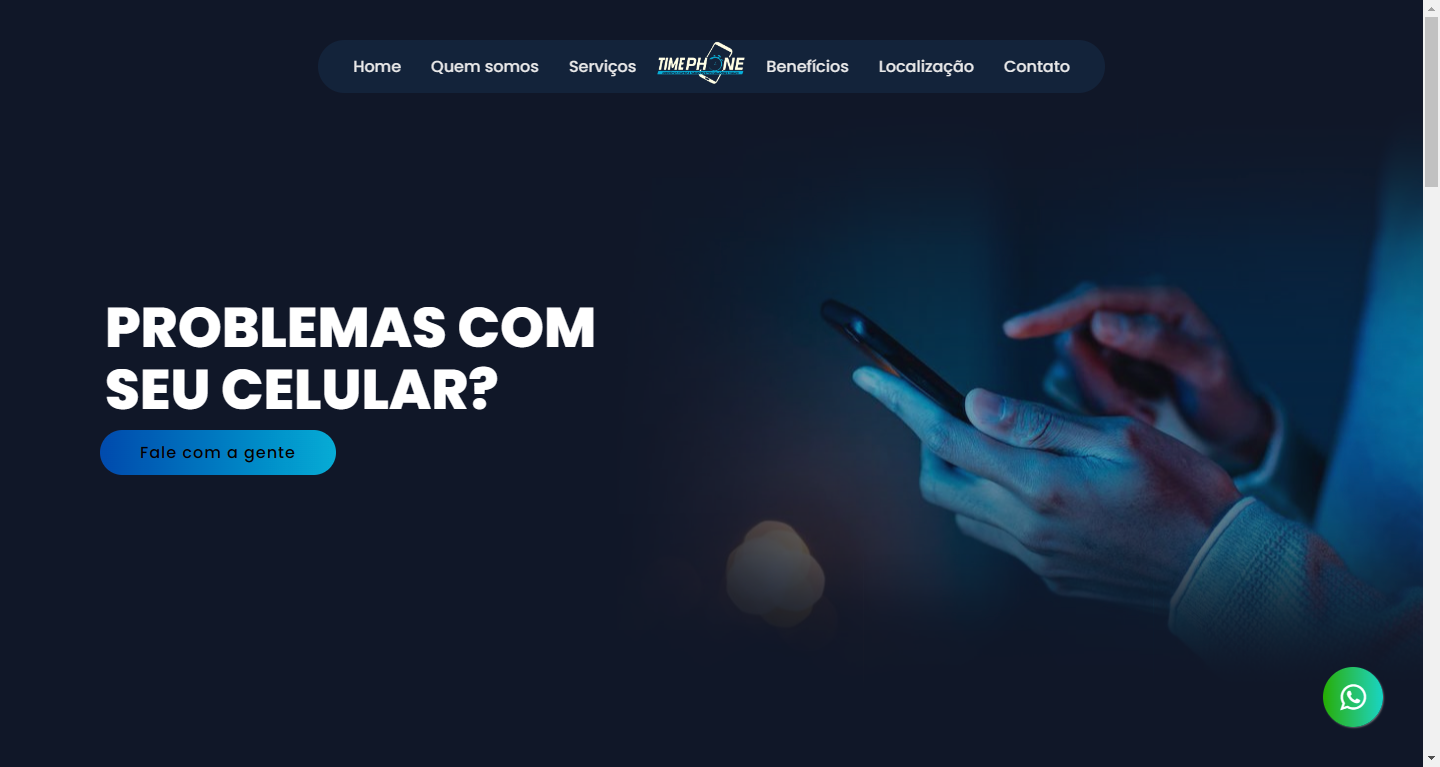 Home
Quem somos
Serviços
TIMEPHONE
Benefícios
Localização
Contato
PROBLEMAS COM
SEU CELULAR?
Fale com a gente